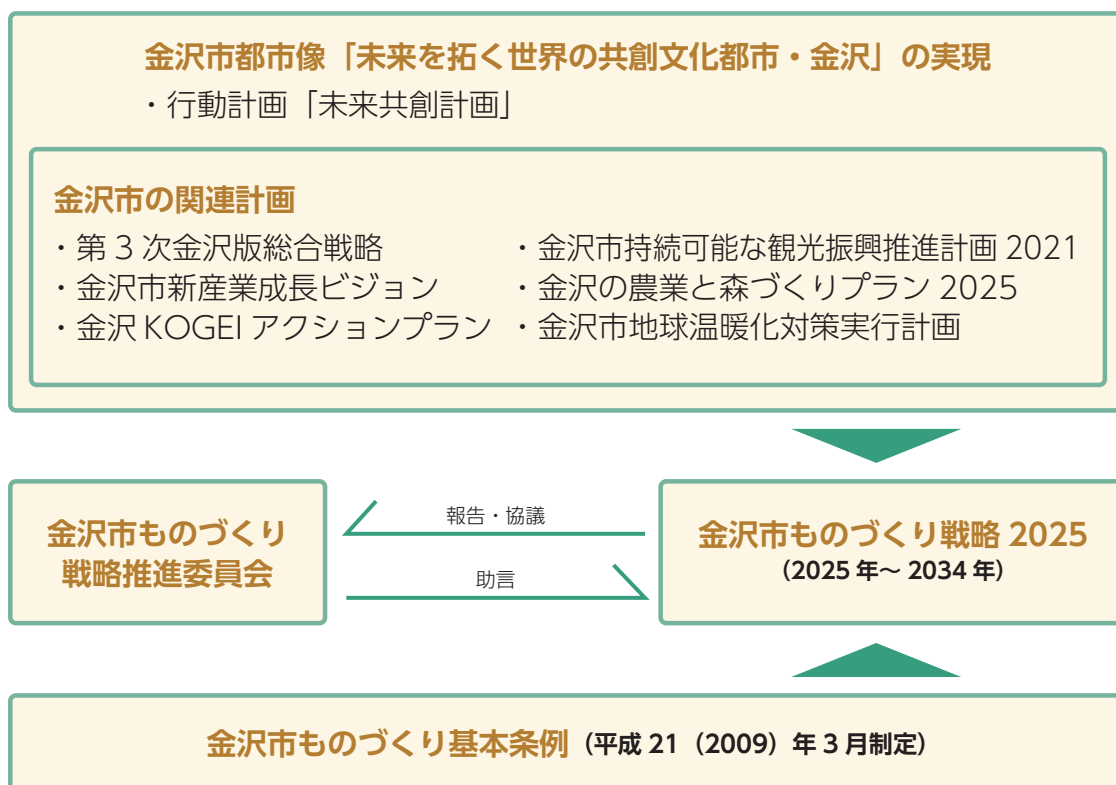 金沢市都市像「未来を拓く世界の共創文化都市・金沢」の実現
・行動計画「未来共創計画」
金沢市の関連計画
・第 3 次金沢版総合戦略
・金沢市新産業成長ビジョン
・金沢 KOGEI アクションプラン
・金沢市持続可能な観光振興推進計画 2021
・金沢の農業と森づくりプラン 2025
・金沢市地球温暖化対策実行計画
金沢市ものづくり
戦略推進委員会
報告・協議
助言
金沢市ものづくり戦略 2025
（2025 年～ 2034 年）
金沢市ものづくり基本条例（平成 21（2009）年 3 月制定）